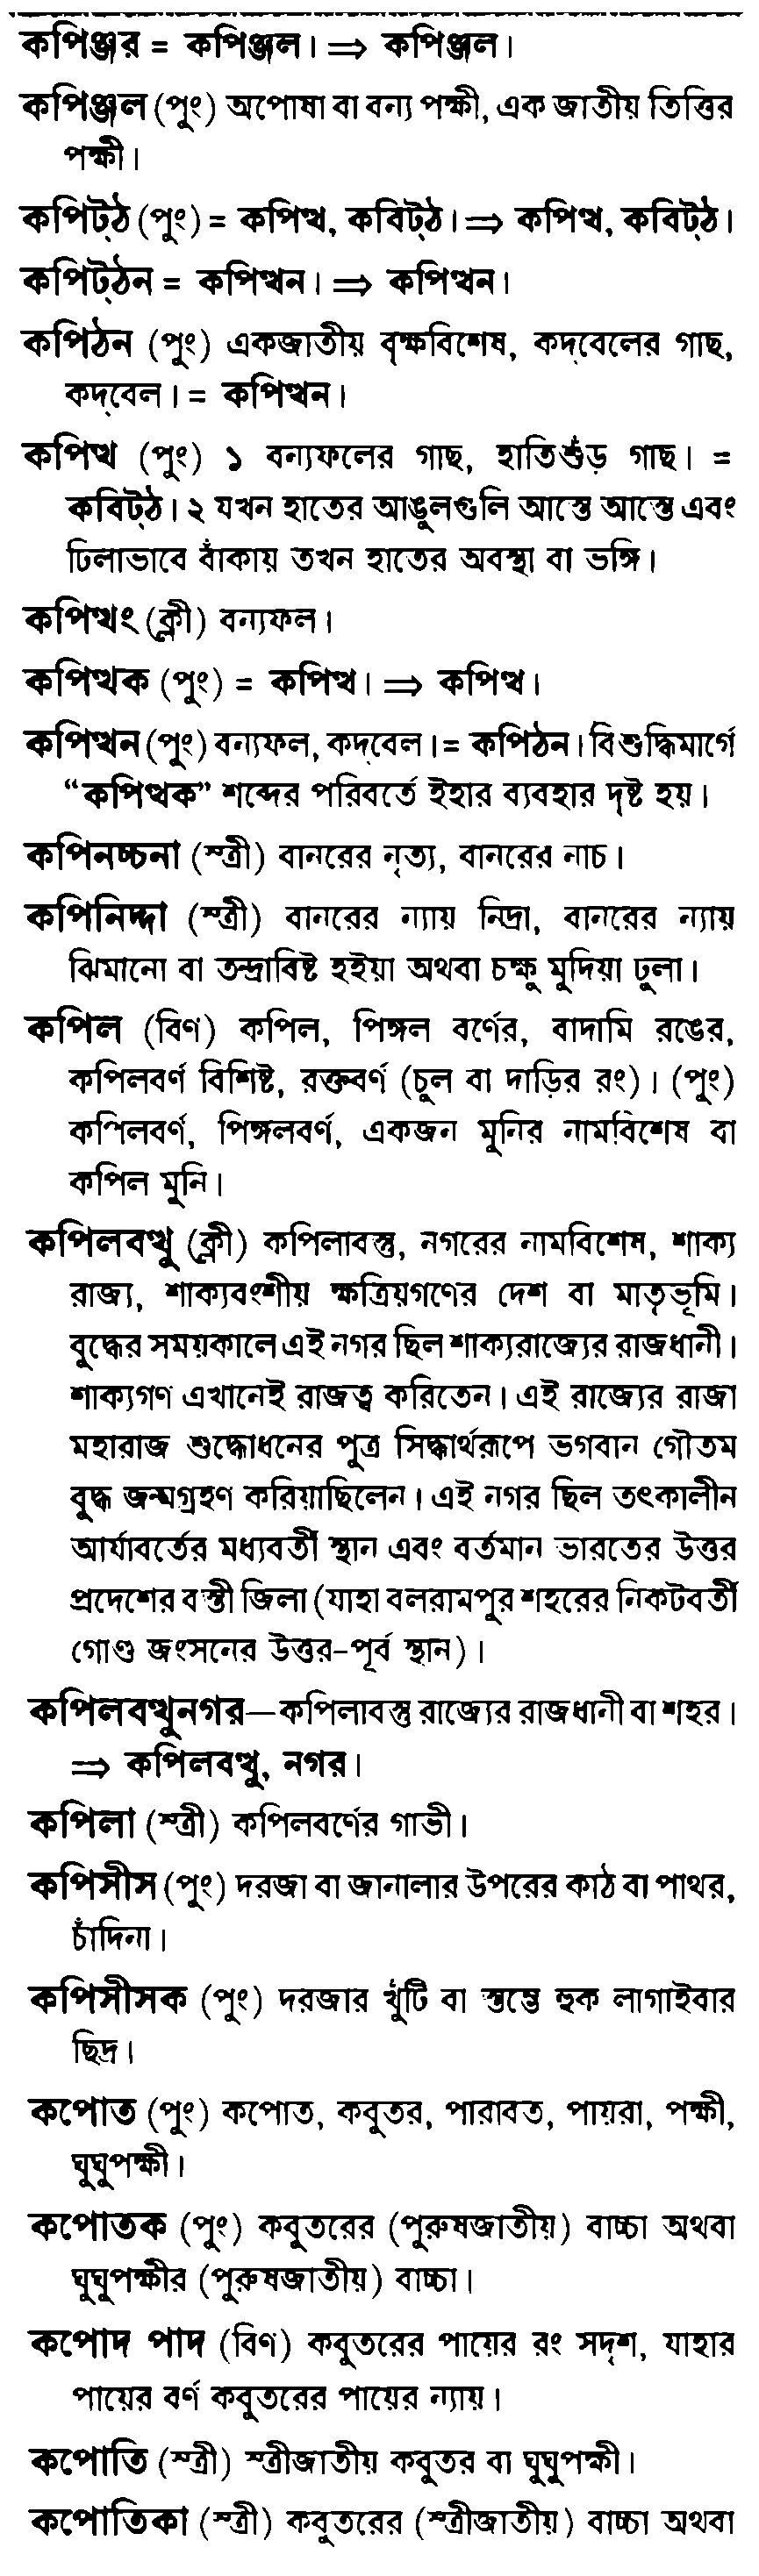 কপিঞ্জর = কপিঞ্জল। ⇒ কপিঞ্জল।
কপিঞ্জল (পুং) অপোষা বা বন্য পক্ষী, এক জাতীয় তিত্তির
পক্ষী।
কপিট্‌ঠ (পুং) = কপিত্থ, কবিট্‌ঠ। ⇒ কপিত্থ, কবিট্‌ঠ।
কপিট্‌ঠন = কপিত্থন। ⇒ কপিত্থন।
কপিঠন (পুং) একজাতীয় বৃক্ষবিশেষ, কদ্‌বেলের গাছ,
কদ্‌বেল। = কপিত্থন।
কপিত্থ (পুং) ১ বন্যফলের গাছ, হাতিশুঁড় গাছ। =
কবিট্‌ঠ। ২ যখন হাতের আঙুলগুলি আস্তে আস্তে এবং
ঢিলাভাবে বাঁকায় তখন হাতের অবস্থা বা ভঙ্গি।
কপিত্থং (ক্লী) বন্যফল।
কপিত্থক (পুং) = কপিত্থ। ⇒ কপিত্থ।
কপিত্থন (পুং) বন্যফল, কদ্‌বেল। = কপিঠন। বিশুদ্ধিমার্গে
“কপিত্থক” শব্দের পরিবর্তে ইহার ব্যবহার দৃষ্ট হয়।
কপিনচ্চনা (স্ত্রী) বানরের নৃত্য, বানরের নাচ।
কপিনিদ্দা (স্ত্রী) বানরের ন্যায় নিদ্রা, বানরের ন্যায়
ঝিমানো বা তন্দ্রাবিষ্ট হইয়া অথবা চক্ষু মুদিয়া ঢুলা।
কপিল (বিণ) কপিল, পিঙ্গল বর্ণের, বাদামি রঙের,
কপিলবর্ণ বিশিষ্ট, রক্তবর্ণ (চুল বা দাড়ির রং)। (পুং)
কপিলবর্ণ, পিঙ্গলবর্ণ, একজন মুনির নামবিশেষ বা
কপিল মুনি।
কপিলবত্থু (ক্লী) কপিলাবস্তু, নগরের নামবিশেষ, শাক্য
রাজ্য, শাক্যবংশীয় ক্ষত্রিয়গণের দেশ বা মাতৃভূমি।
বুদ্ধের সময়কালে এই নগর ছিল শাক্যরাজ্যের রাজধানী।
শাক্যগণ এখানেই রাজত্ব করিতেন। এই রাজ্যের রাজা
মহারাজ শুদ্ধোধনের পুত্র সিদ্ধার্থরূপে ভগবান গৌতম
বুদ্ধ জন্মগ্রহণ করিয়াছিলেন। এই নগর ছিল তৎকালীন
আর্যাবর্তের মধ্যবর্তী স্থান এবং বর্তমান ভারতের উত্তর
প্রদেশের বস্তী জিলা (যাহা বলরামপুর শহরের নিকটবর্তী
গোণ্ড জংসনের উত্তর-পূর্ব স্থান)।
কপিলবত্থুনগর—কপিলাবস্তু রাজ্যের রাজধানী বা শহর।
⇒ কপিলবত্থু, নগর।
কপিলা (স্ত্রী) কপিলবর্ণের গাভী।
কপিসীস (পুং) দরজা বা জানালার উপরের কাঠ বা পাথর,
চাঁদিনা।
কপিসীসক (পুং) দরজার খুঁটি বা স্তম্ভে হুক লাগাইবার
ছিদ্র।
কপোত (পুং) কপোত, কবুতর, পারাবত, পায়রা, পক্ষী,
ঘুঘুপক্ষী।
কপোতক (পুং) কবুতরের (পুরুষজাতীয়) বাচ্চা অথবা
ঘুঘুপক্ষীর (পুরুষজাতীয়) বাচ্চা।
কপোদ পাদ (বিণ) কবুতরের পায়ের রং সদৃশ, যাহার
পায়ের বর্ণ কবুতরের পায়ের ন্যায়।
কপোতি (স্ত্রী) স্ত্রীজাতীয় কবুতর বা ঘুঘুপক্ষী।
কপোতিকা (স্ত্রী) কবুতরের (স্ত্রীজাতীয়) বাচ্চা অথবা